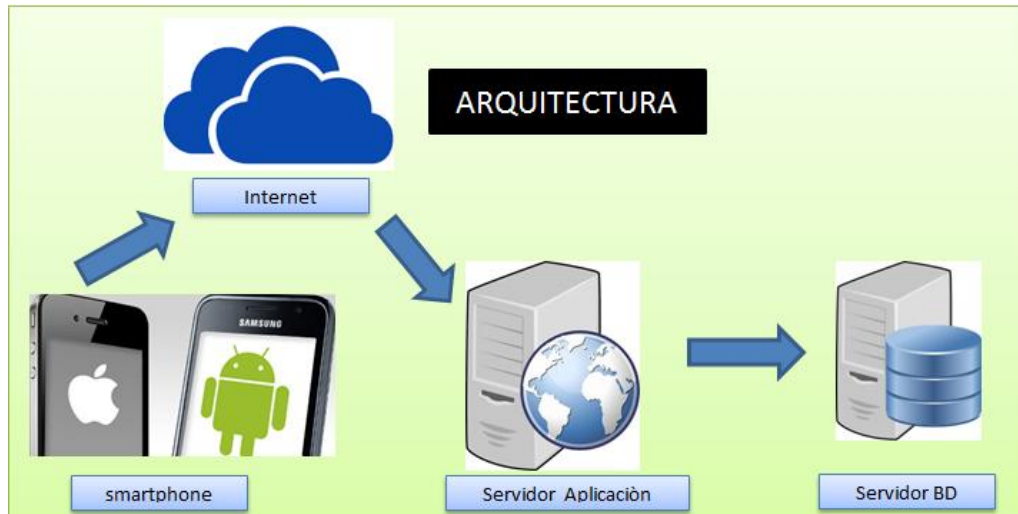 ARQUITECTURA
Internet
SAMSUNG
smartphone
Servidor Aplicaciòn
Servidor BD